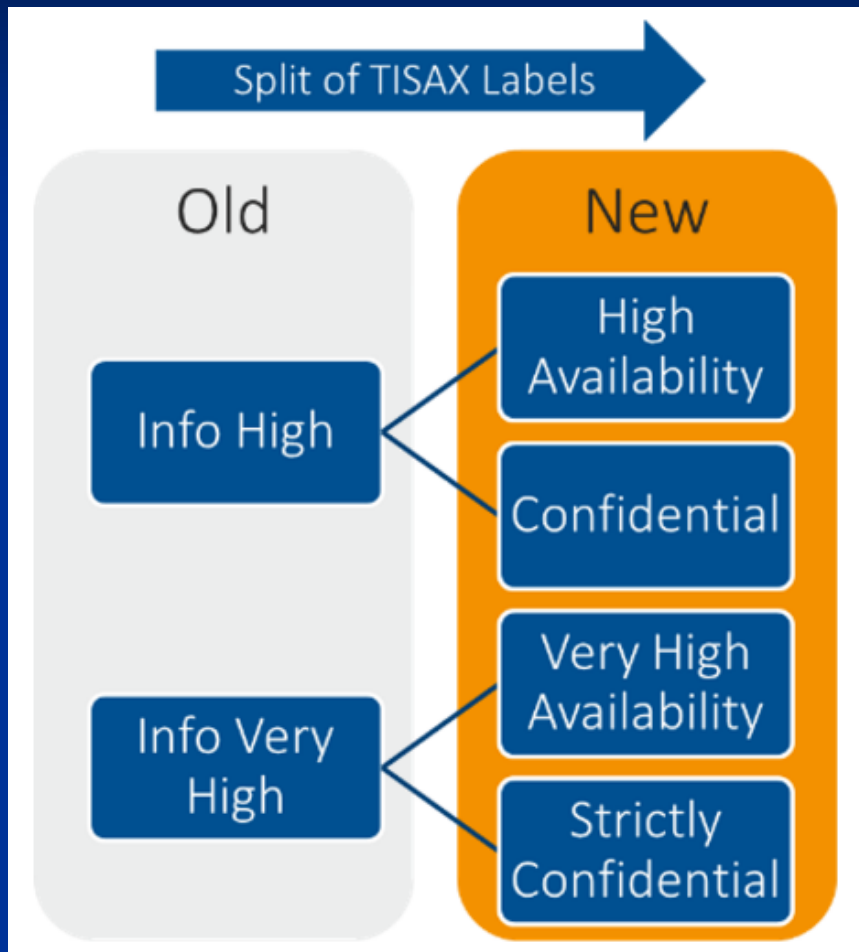 Split of TISAX Labels
Old
New
Info High
High
Availability
Confidential
Info Very
High
Very High
Availability
Strictly
Confidential